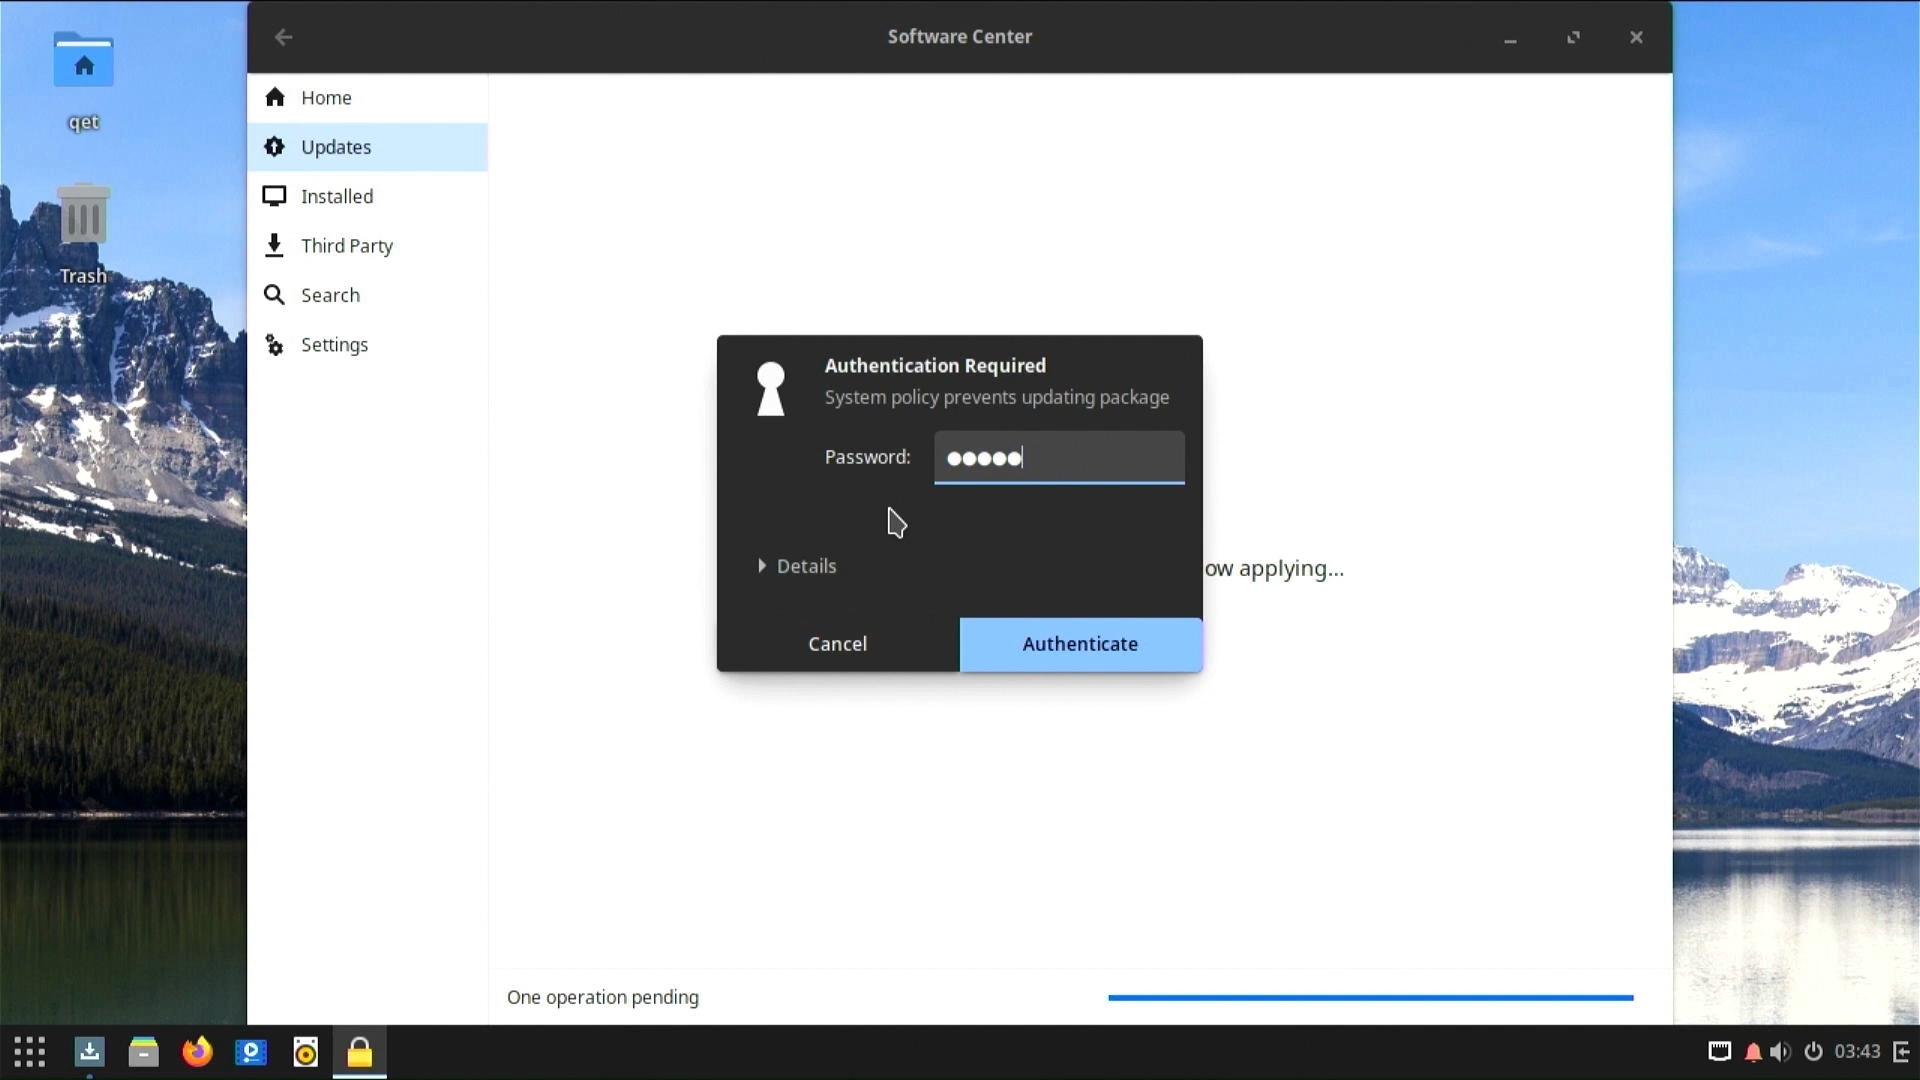 Software Center
qet
Trash
Home
Updates
Installed
Third Party
Search
Settings
Authentication Required
System policy prevents updating package
Password:
Details
ow applying...
Cancel
Authenticate
One operation pending
03:43